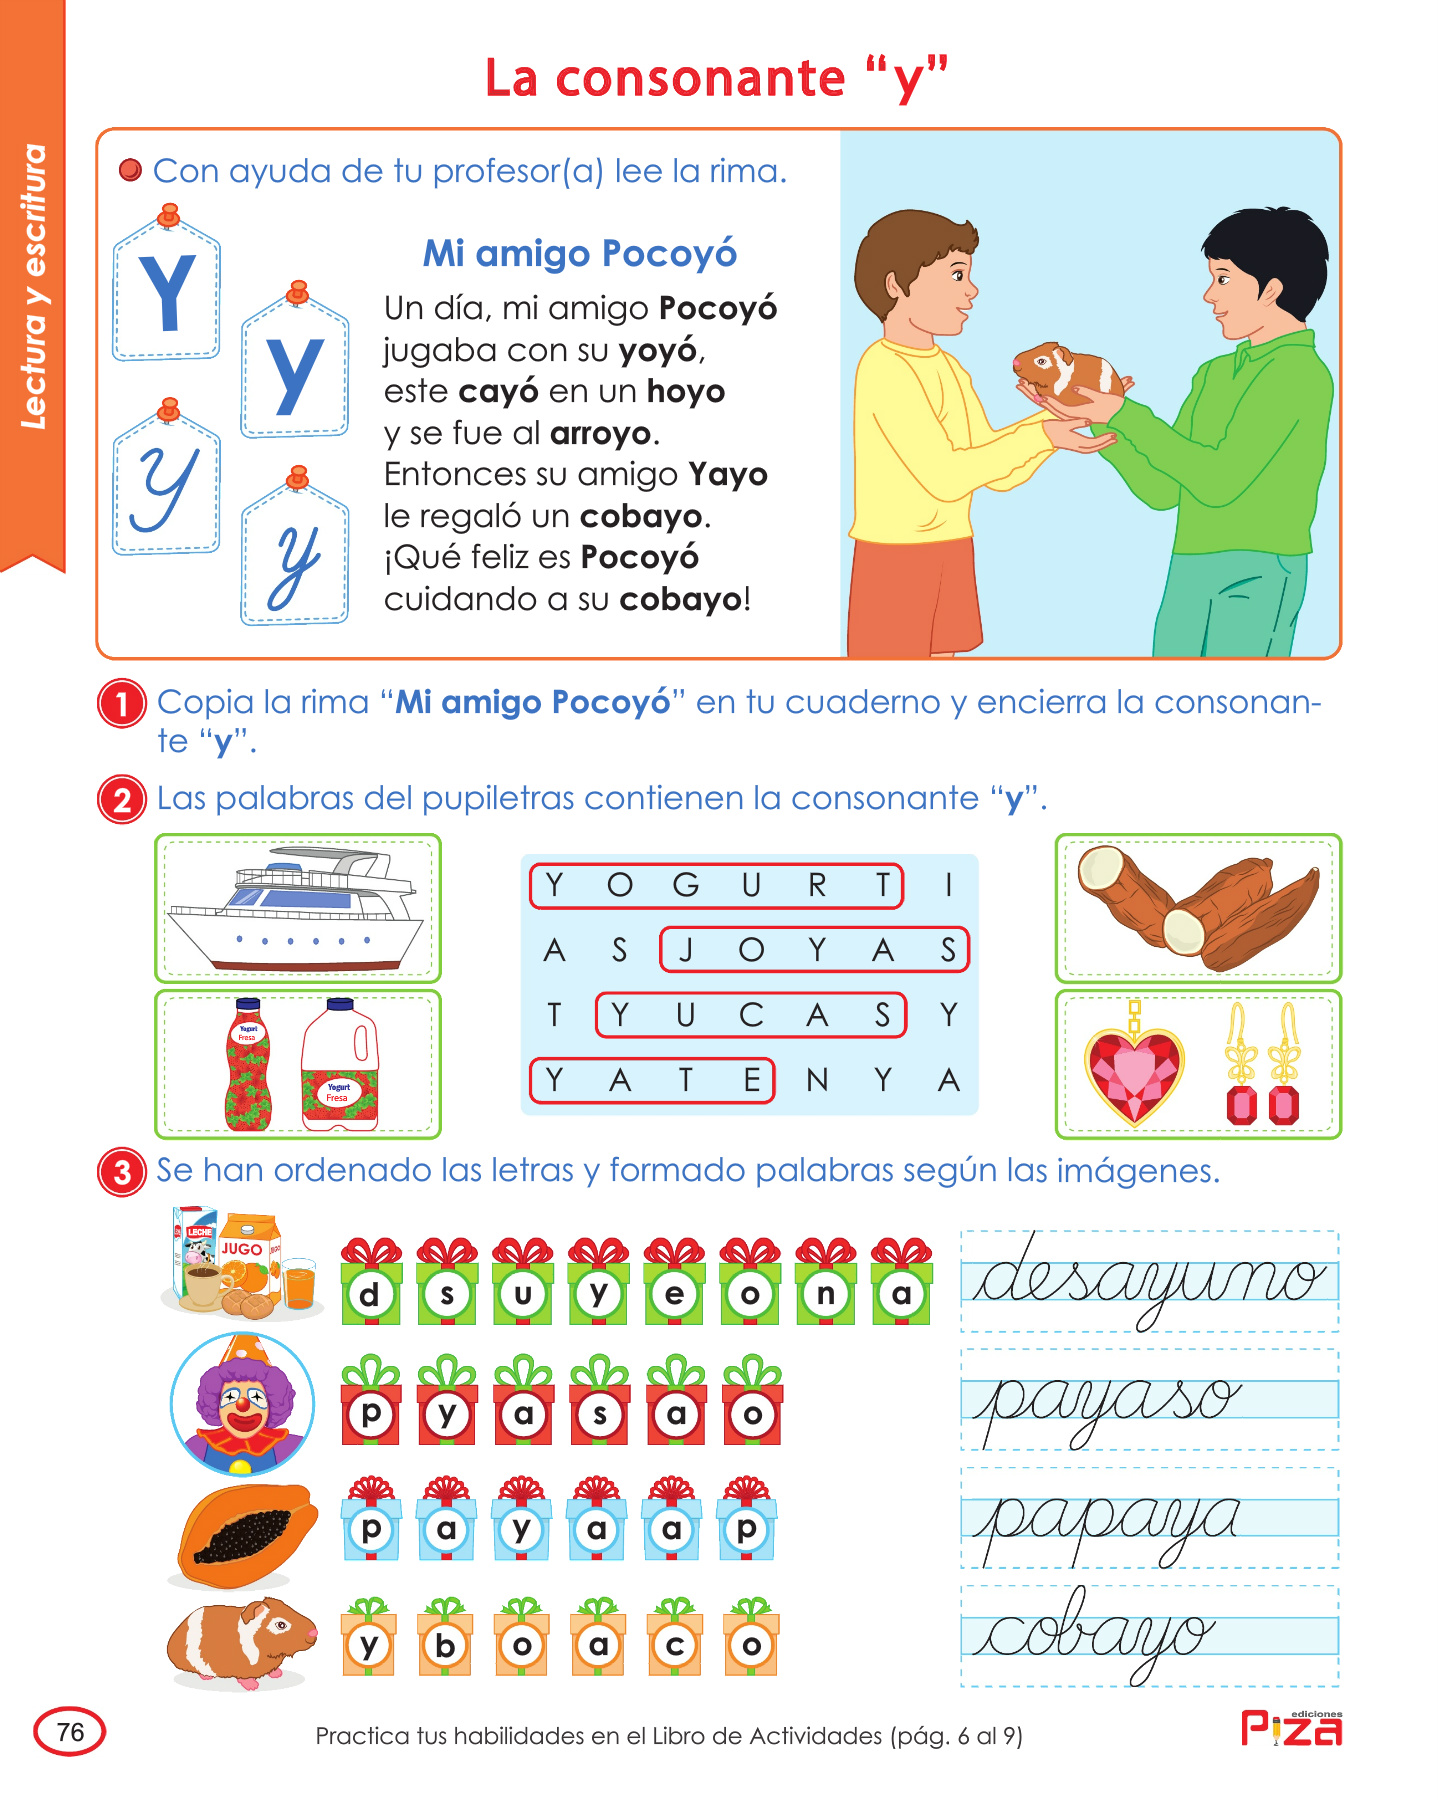 La consonante “y”
Lectura y escritura
Con ayuda de tu profesor(a) lee la rima.
Y
y
Y
y
Mi amigo Pocoyó
Un día, mi amigo Pocoyó
jugaba con su yoyó,
este cayó en un hoyo
y se fue al arroyo.
Entonces su amigo Yayo
le regaló un cobayo.
¡Qué feliz es Pocoyó
cuidando a su cobayo!
1 Copia la rima “Mi amigo Pocoyó” en tu cuaderno y encierra la consonan-
te “y”.
2 Las palabras del pupiletras contienen la consonante “y”.
Y O G U R T I
A S J O Y A S
T Y U C A S Y
Y A T E N Y A
Yogurt
Fresa
Yogurt
Fresa
3 Se han ordenado las letras y formado palabras según las imágenes.
LECHE
JUGO
JUGO
d s u y e o n a
desayuno
p y a s a o
payaso
p a y a a p
papaya
y b o a c o
cobayo
76
Practica tus habilidades en el Libro de Actividades (pág. 6 al 9)
ediciones
Piza